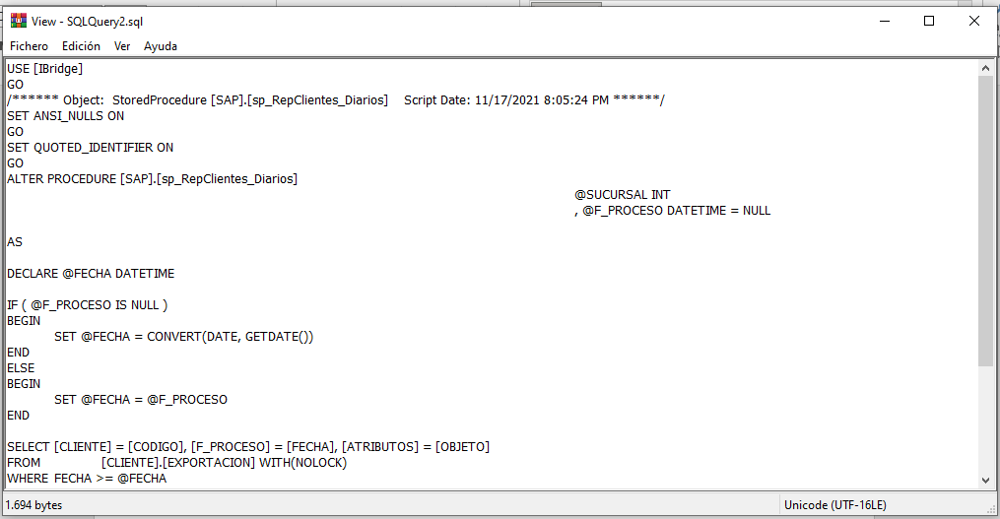 View - SQLQuery2.sql
Fichero Edición Ver Ayuda
USE [IBridge]
GO
/****** Object:  StoredProcedure [SAP].[sp_RepClientes_Diarios]    Script Date: 11/17/2021 8:05:24 PM ******/
SET ANSI_NULLS ON
GO
SET QUOTED_IDENTIFIER ON
GO
ALTER PROCEDURE [SAP].[sp_RepClientes_Diarios]
@SUCURSAL INT
, @F_PROCESO DATETIME = NULL
AS
DECLARE @FECHA DATETIME
IF ( @F_PROCESO IS NULL )
BEGIN
SET @FECHA = CONVERT(DATE, GETDATE())
END
ELSE
BEGIN
SET @FECHA = @F_PROCESO
END
SELECT [CLIENTE] = [CODIGO], [F_PROCESO] = [FECHA], [ATRIBUTOS] = [OBJETO]
FROM [CLIENTE].[EXPORTACION] WITH(NOLOCK)
WHERE FECHA >= @FECHA
1.694 bytes Unicode (UTF-16LE)